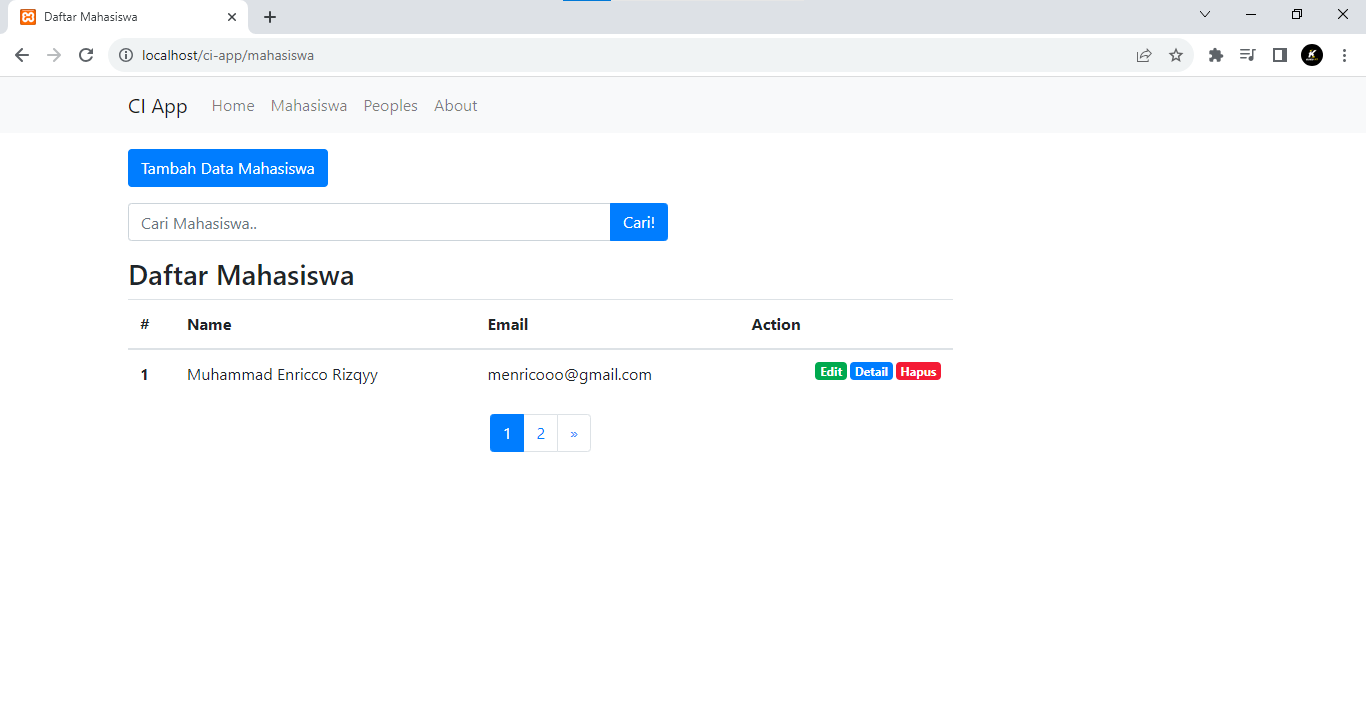 Daftar Mahasiswa
localhost/ci-app/mahasiswa
CI App Home Mahasiswa Peoples About
Tambah Data Mahasiswa
Cari Mahasiswa.. Cari!
Daftar Mahasiswa
# Name Email Action
1 Muhammad Enricco Rizqyy menricooo@gmail.com Edit Detail Hapus
1 2 »